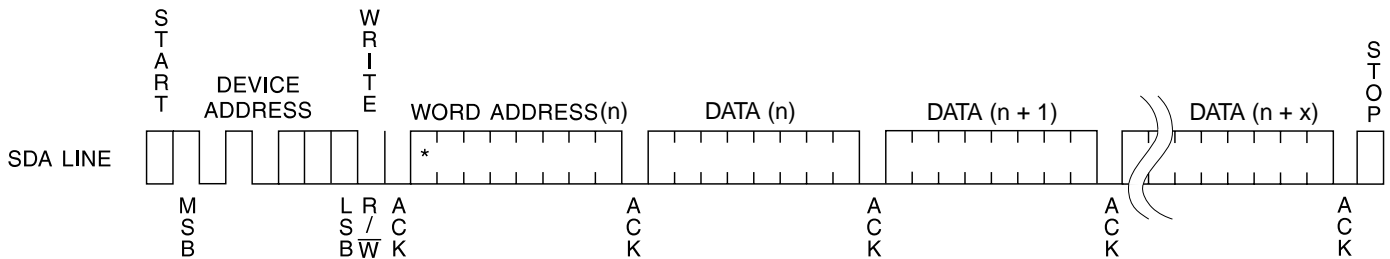 START
WRITE
STOP
DEVICE
ADDRESS
WORD ADDRESS(n)
DATA (n)
DATA (n + 1)
DATA (n + x)
SDA LINE
*
MSB
LSB
R/W
ACK
ACK
ACK
ACK
ACK